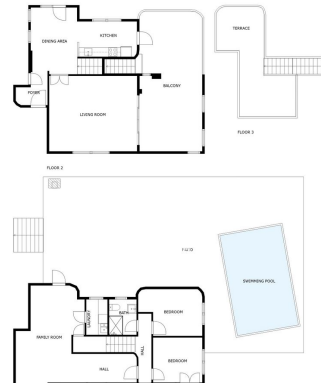 KITCHEN
DINING AREA
TERRACE
BALCONY
FOYER
LIVING ROOM
FLOOR 3
FLOOR 2
SWIMMING POOL
LAUNDRY
BATH
BEDROOM
FAMILY ROOM
HALL
BEDROOM
HALL